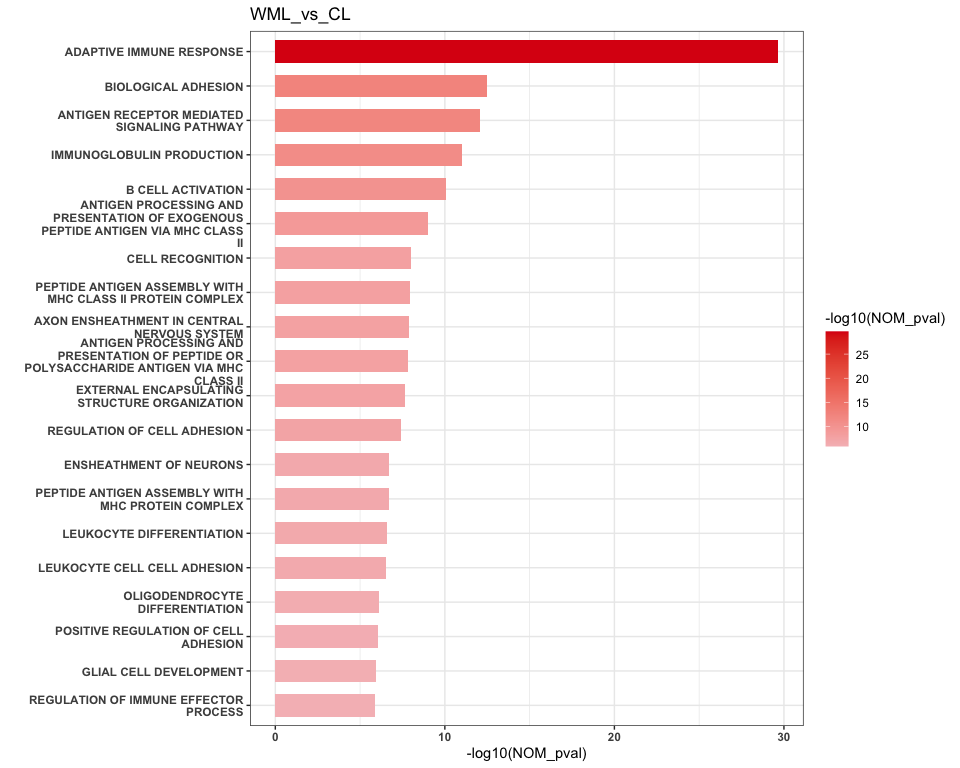 WML_vs_CL
ADAPTIVE IMMUNE RESPONSE
BIOLOGICAL ADHESION
ANTIGEN RECEPTOR MEDIATED
SIGNALING PATHWAY
IMMUNOGLOBULIN PRODUCTION
B CELL ACTIVATION
ANTIGEN PROCESSING AND
PRESENTATION OF EXOGENOUS
PEPTIDE ANTIGEN VIA MHC CLASS
II
CELL RECOGNITION
PEPTIDE ANTIGEN ASSEMBLY WITH
MHC CLASS II PROTEIN COMPLEX
AXON ENSHEATHMENT IN CENTRAL
NERVOUS SYSTEM
ANTIGEN PROCESSING AND
PRESENTATION OF PEPTIDE OR
POLYSACCHARIDE ANTIGEN VIA MHC
CLASS II
EXTERNAL ENCAPSULATING
STRUCTURE ORGANIZATION
REGULATION OF CELL ADHESION
ENSHEATHMENT OF NEURONS
PEPTIDE ANTIGEN ASSEMBLY WITH
MHC PROTEIN COMPLEX
LEUKOCYTE DIFFERENTIATION
LEUKOCYTE CELL CELL ADHESION
OLIGODENDROCYTE
DIFFERENTIATION
POSITIVE REGULATION OF CELL
ADHESION
GLIAL CELL DEVELOPMENT
REGULATION OF IMMUNE EFFECTOR
PROCESS
0 10 20 30
-log10(NOM_pval)
-log10(NOM_pval)
25
20
15
10